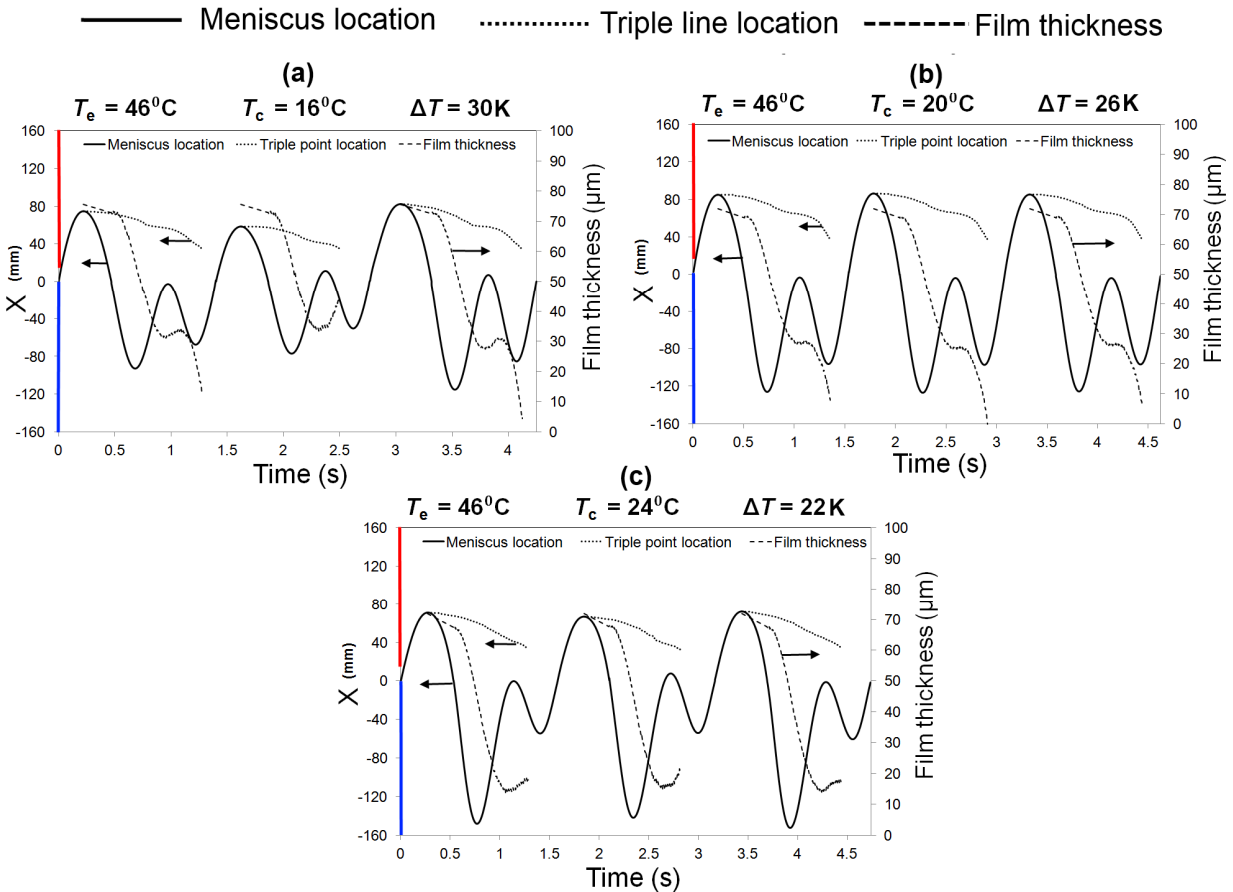 Meniscus location Triple line location Film thickness
(a)
Tₑ = 46⁰C T_c = 16⁰C ΔT = 30K
Meniscus location Triple point location Film thickness
160
120
80
40
0
-40
-80
-120
-160
X (mm)
100
90
80
70
60
50
40
30
20
10
0
Film thickness (µm)
0 0.5 1 1.5 2 2.5 3 3.5 4
Time (s)
(b)
Tₑ = 46⁰C T_c = 20⁰C ΔT = 26K
Meniscus location Triple point location Film thickness
160
120
80
40
0
-40
-80
-120
-160
X (mm)
100
90
80
70
60
50
40
30
20
10
0
Film thickness (µm)
0 0.5 1 1.5 2 2.5 3 3.5 4 4.5
Time (s)
(c)
Tₑ = 46⁰C T_c = 24⁰C ΔT = 22K
Meniscus location Triple point location Film thickness
160
120
80
40
0
-40
-80
-120
-160
X (mm)
100
90
80
70
60
50
40
30
20
10
0
Film thickness (µm)
0 0.5 1 1.5 2 2.5 3 3.5 4 4.5
Time (s)